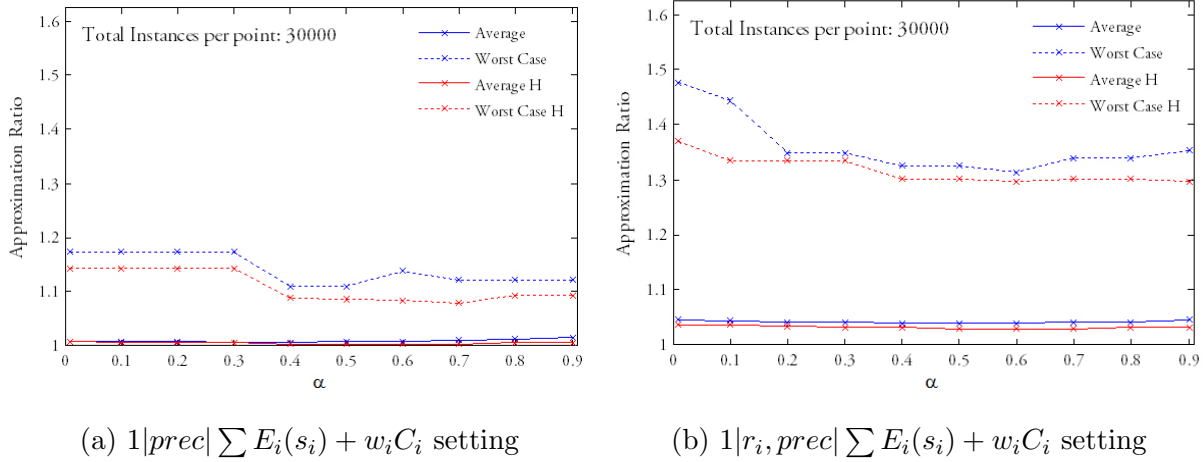 1.6
1.5
1.4
1.3
1.2
1.1
1
Approximation Ratio
Total Instances per point: 30000
Average
Worst Case
Average H
Worst Case H
0 0.1 0.2 0.3 0.4 0.5 0.6 0.7 0.8 0.9
α
(a) 1|prec| ∑ E_i(s_i) + w_iC_i setting
1.6
1.5
1.4
1.3
1.2
1.1
1
Approximation Ratio
Total Instances per point: 30000
Average
Worst Case
Average H
Worst Case H
0 0.1 0.2 0.3 0.4 0.5 0.6 0.7 0.8 0.9
α
(b) 1|r_i, prec| ∑ E_i(s_i) + w_iC_i setting